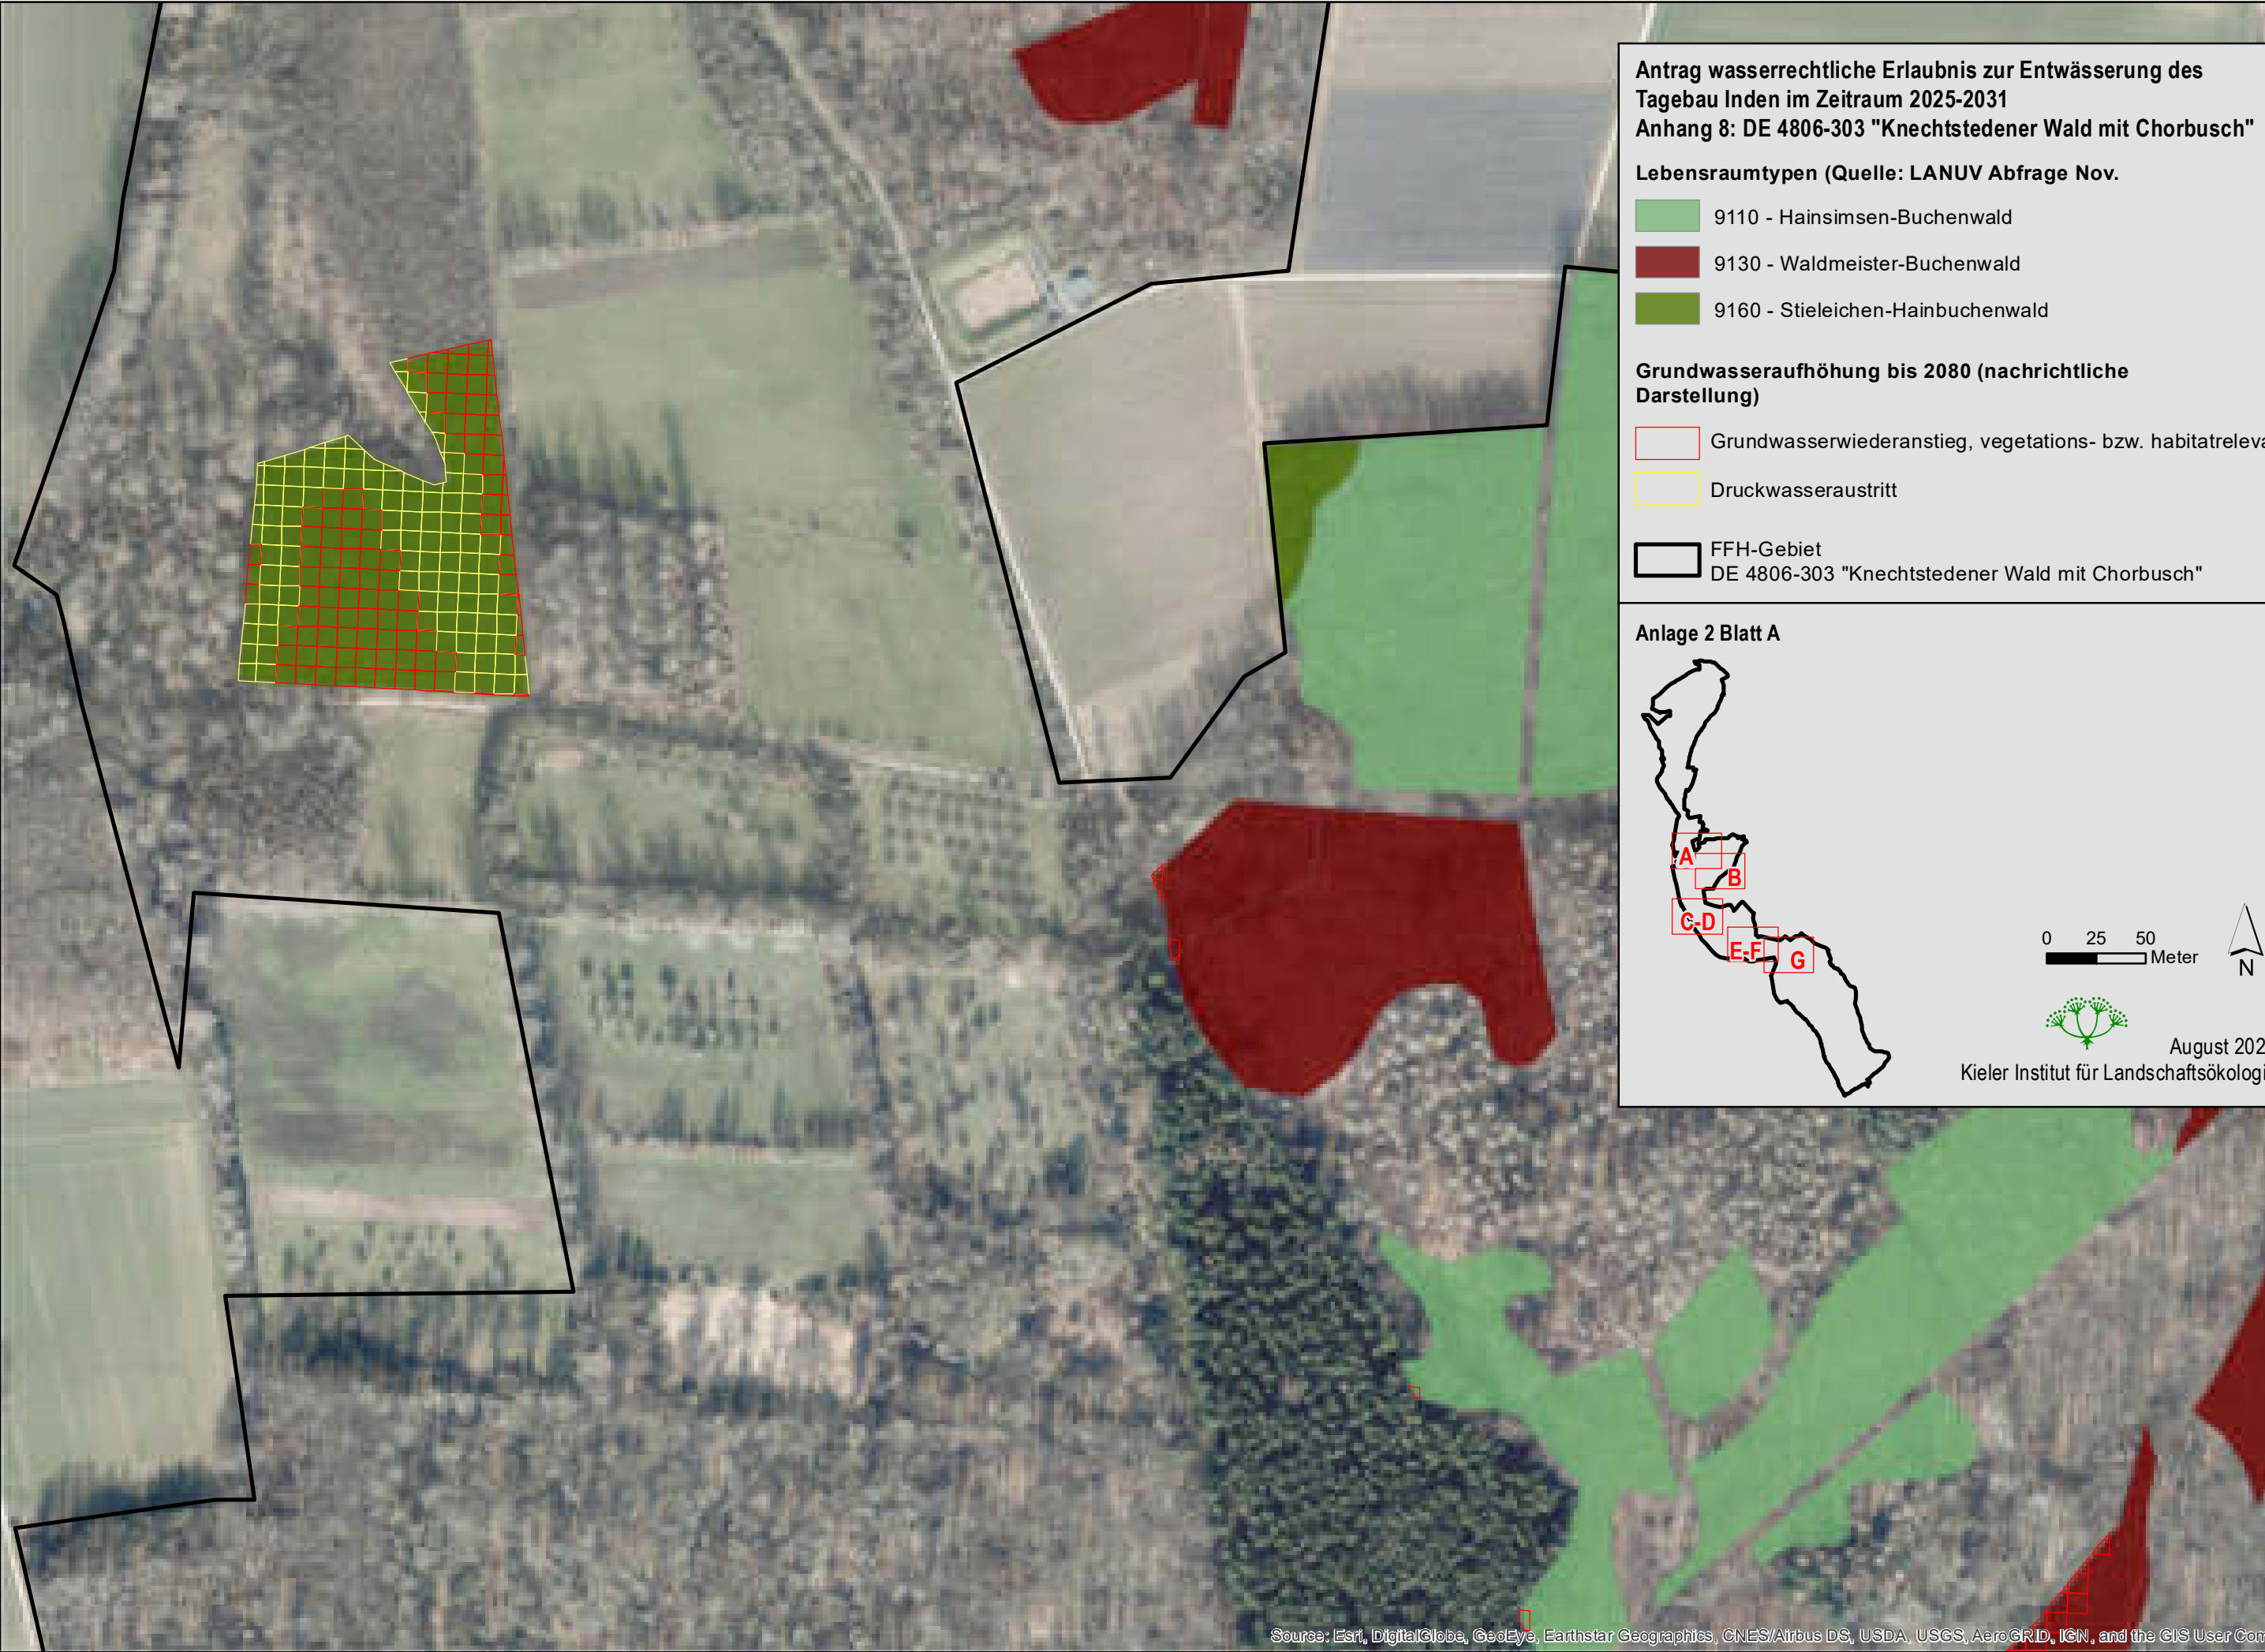 Antrag wasserrechtliche Erlaubnis zur Entwässerung des
Tagebau Inden im Zeitraum 2025-2031
Anhang 8: DE 4806-303 "Knechtstedener Wald mit Chorbusch"
Lebensraumtypen (Quelle: LANUV Abfrage Nov.
9110 - Hainsimsen-Buchenwald
9130 - Waldmeister-Buchenwald
9160 - Stieleichen-Hainbuchenwald
Grundwasseraufhöhung bis 2080 (nachrichtliche
Darstellung)
Grundwasserwiederanstieg, vegetations- bzw. habitatreleva
Druckwasseraustritt
FFH-Gebiet
DE 4806-303 "Knechtstedener Wald mit Chorbusch"
Anlage 2 Blatt A
A
B
C-D
E-F
G
0 25 50
Meter
N
August 202
Kieler Institut für Landschaftsökologi
Source: Esri, DigitalGlobe, GeoEye, Earthstar Geographics, CNES/Airbus DS, USDA, USGS, AeroGRID, IGN, and the GIS User Com